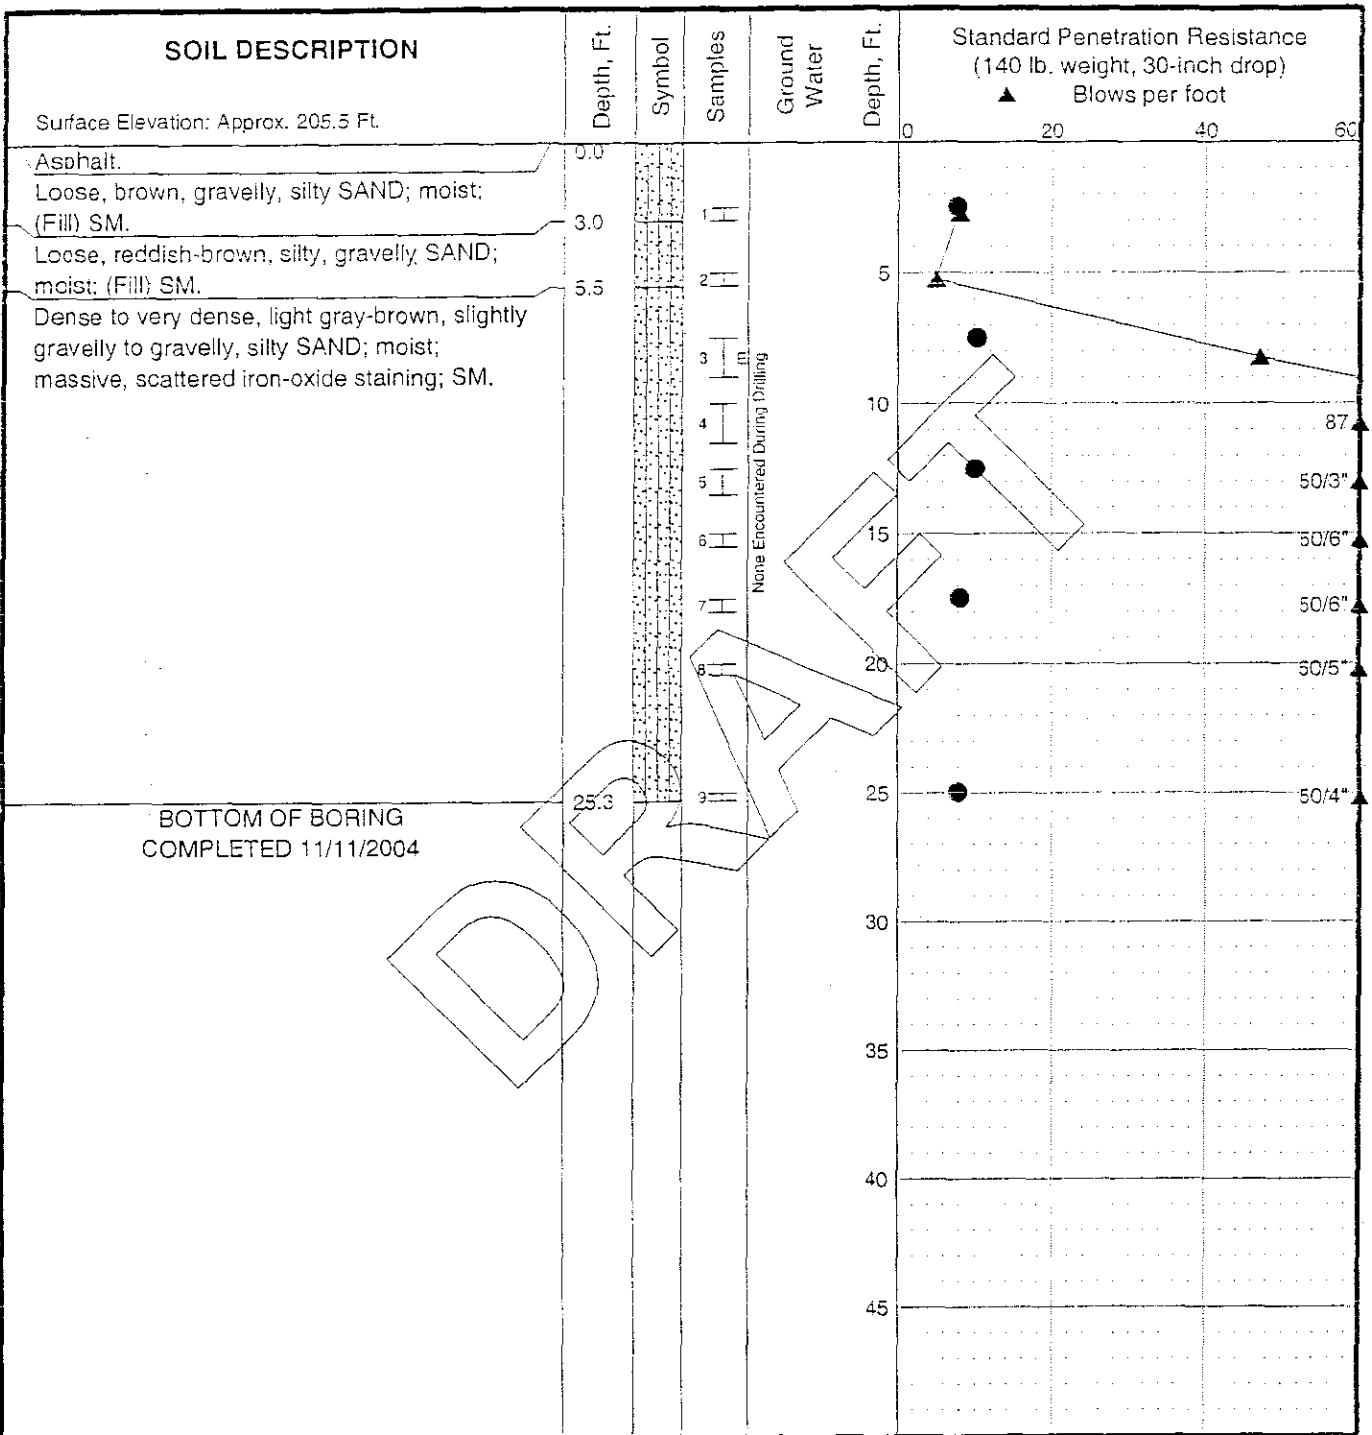 SOIL DESCRIPTION
Surface Elevation: Approx. 205.5 Ft.
Depth, Ft.
Symbol
Samples
Ground
Water
Depth, Ft.
Standard Penetration Resistance
(140 lb. weight, 30-inch drop)
▲ Blows per foot
0 20 40 60
Asphalt.
0.0
Loose, brown, gravelly, silty SAND; moist;
(Fill) SM.
3.0
Loose, reddish-brown, silty, gravelly SAND;
moist; (Fill) SM.
5.5
Dense to very dense, light gray-brown, slightly
gravelly to gravelly, silty SAND; moist;
massive, scattered iron-oxide staining; SM.
25.3
BOTTOM OF BORING
COMPLETED 11/11/2004
1
2
3
4
5
6
7
8
9
None Encountered During Drilling
5
10
15
20
25
30
35
40
45
87
50/3"
50/6"
50/6"
50/5"
50/4"
DRAFT